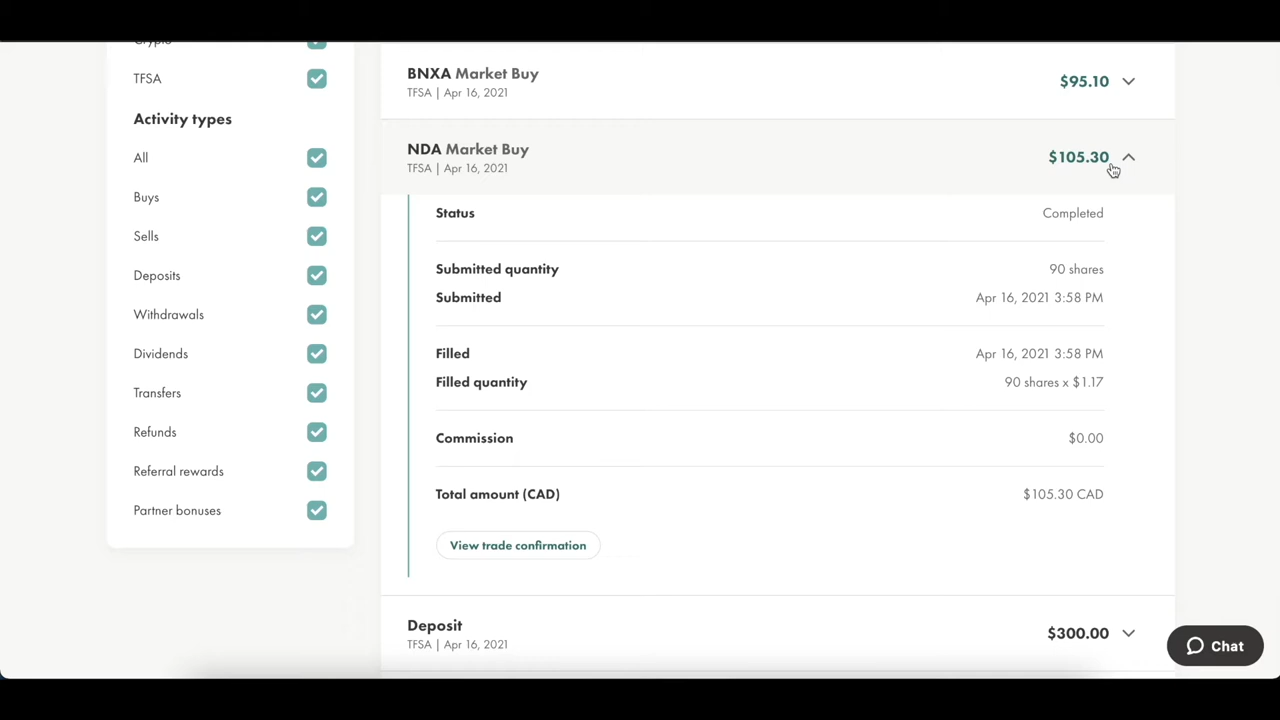 Crypto
TFSA
Activity types
All
Buys
Sells
Deposits
Withdrawals
Dividends
Transfers
Refunds
Referral rewards
Partner bonuses
BNXA Market Buy
$95.10
TFSA | Apr 16, 2021
NDA Market Buy
$105.30
TFSA | Apr 16, 2021
Status Completed
Submitted quantity 90 shares
Submitted Apr 16, 2021 3:58 PM
Filled Apr 16, 2021 3:58 PM
Filled quantity 90 shares x $1.17
Commission $0.00
Total amount (CAD) $105.30 CAD
View trade confirmation
Deposit
$300.00
TFSA | Apr 16, 2021
Chat